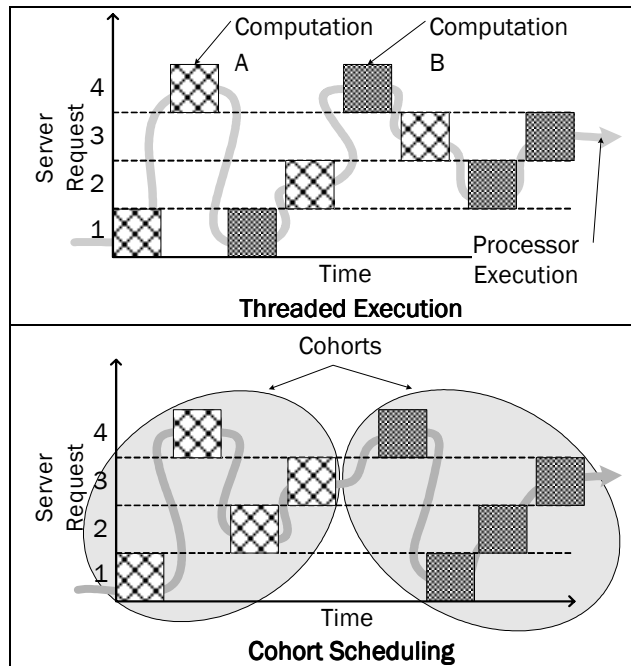 Computation
A
Computation
B
4
3
2
1
Server
Request
Processor
Execution
Time
Threaded Execution
Cohorts
4
3
2
1
Server
Request
Time
Cohort Scheduling